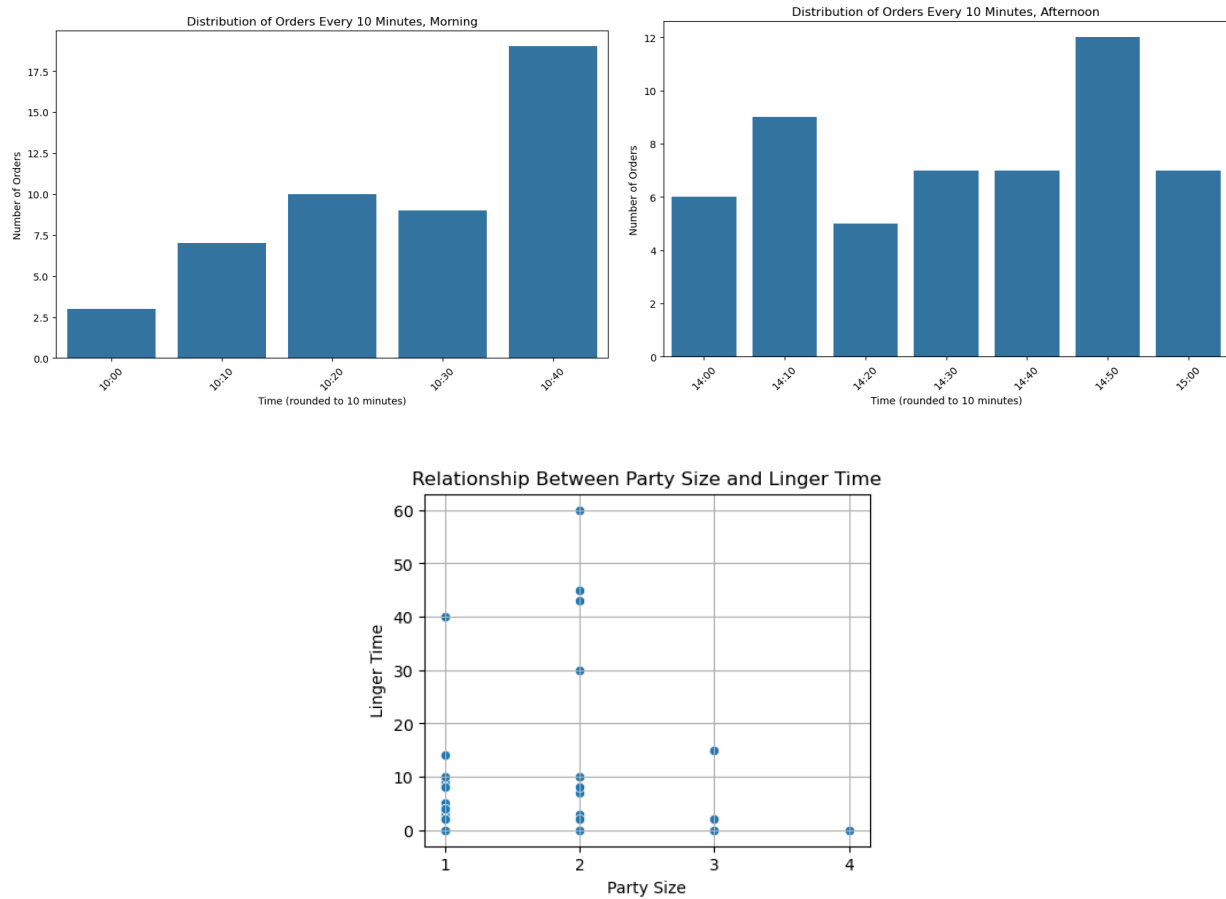 Distribution of Orders Every 10 Minutes, Morning
17.5
15.0
12.5
10.0
7.5
5.0
2.5
0.0
Number of Orders
10:00 10:10 10:20 10:30 10:40
Time (rounded to 10 minutes)
Distribution of Orders Every 10 Minutes, Afternoon
12
10
8
6
4
2
0
Number of Orders
14:00 14:10 14:20 14:30 14:40 14:50 15:00
Time (rounded to 10 minutes)
Relationship Between Party Size and Linger Time
60
50
40
30
20
10
0
Linger Time
1 2 3 4
Party Size